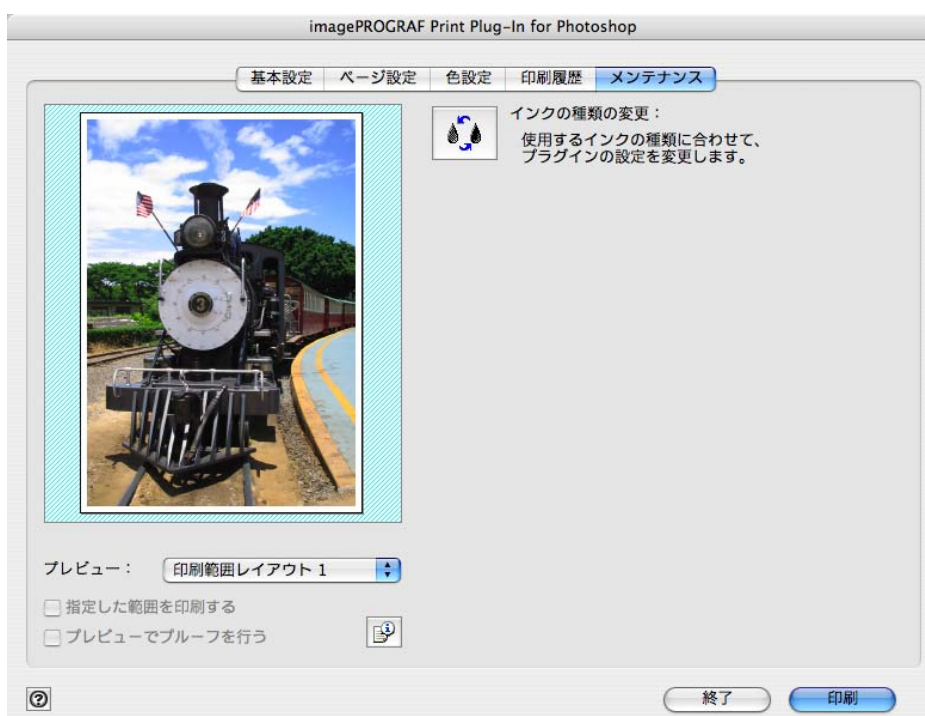 imagePROGRAF Print Plug-In for Photoshop
基本設定 ページ設定 色設定 印刷履歴 メンテナンス
インクの種類の変更：
使用するインクの種類に合わせて、
プラグインの設定を変更します。
3
プレビュー： 印刷範囲レイアウト 1
指定した範囲を印刷する
プレビューでプルーフを行う
?
終了 印刷